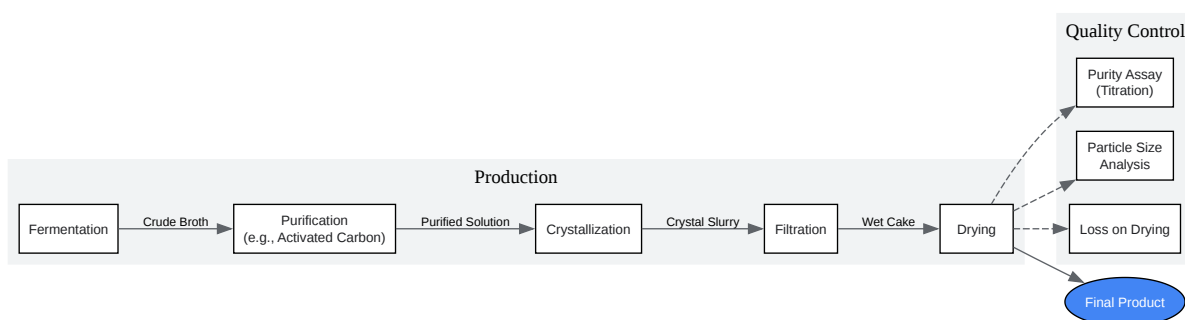 Quality Control
Purity Assay
(Titration)
Particle Size
Analysis
Production
Fermentation
Crude Broth
Purification
(e.g., Activated Carbon)
Purified Solution
Crystallization
Crystal Slurry
Filtration
Wet Cake
Drying
Loss on Drying
Final Product